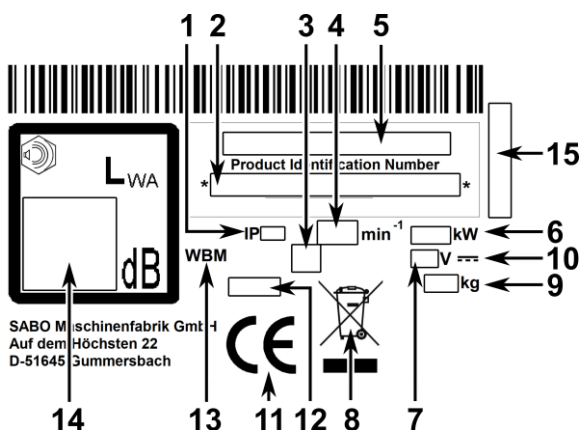 1 2 3 4 5
Product Identification Number
* *
15
LWA
IP min⁻¹ kW 6
WBM V 10
dB kg 9
SABO Maschinenfabrik GmbH
Auf dem Höchsten 22
D-51645 Gummersbach
CE
14 13 11 12 8 7